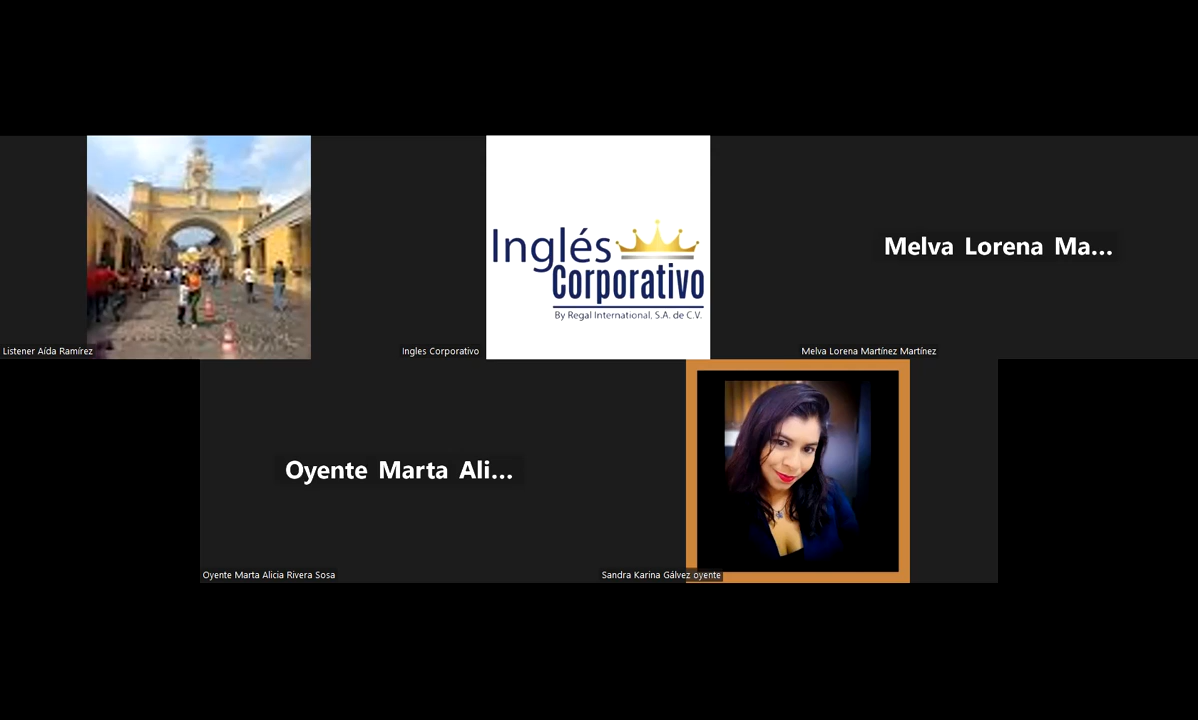 Inglés
Corporativo
By Regal International, S.A. de C.V.
Melva Lorena Ma...
Listener Aída Ramírez
Ingles Corporativo
Melva Lorena Martínez Martínez
Oyente Marta Ali...
Oyente Marta Alicia Rivera Sosa
Sandra Karina Gálvez oyente